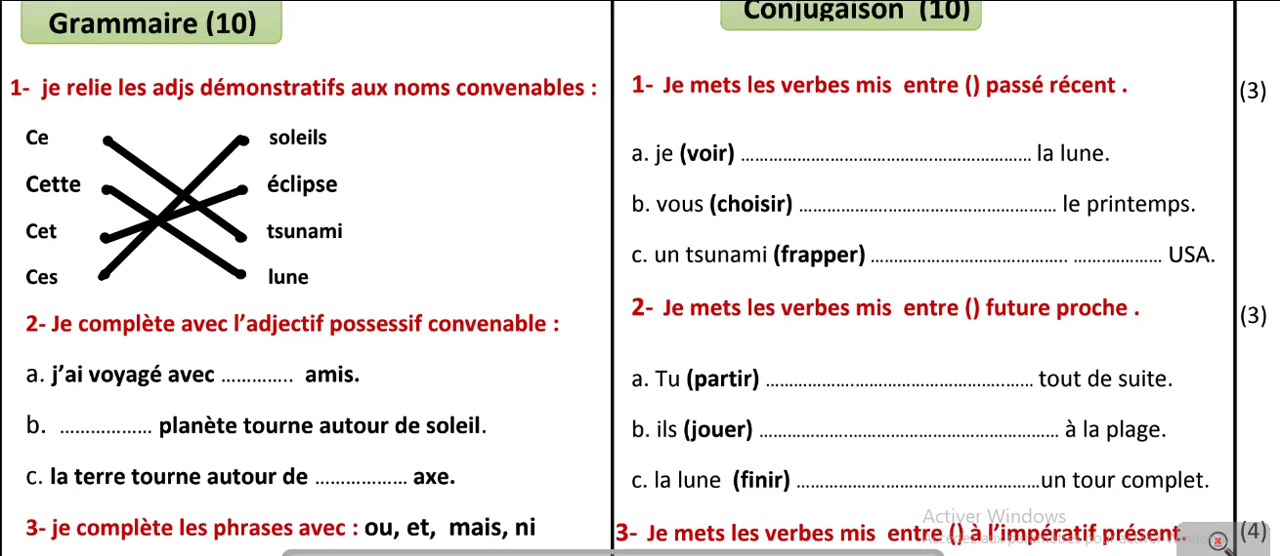 Grammaire (10)
1- je relie les adjs démonstratifs aux noms convenables :
Ce soleils
Cette éclipse
Cet tsunami
Ces lune
2- Je complète avec l'adjectif possessif convenable :
a. j'ai voyagé avec .............. amis.
b. .................. planète tourne autour de soleil.
c. la terre tourne autour de .................. axe.
3- je complète les phrases avec : ou, et, mais, ni
Conjugaison (10)
1- Je mets les verbes mis entre () passé récent . (3)
a. je (voir) ......................................................... la lune.
b. vous (choisir) ................................................... le printemps.
c. un tsunami (frapper) ....................................... .................. USA.
2- Je mets les verbes mis entre () future proche . (3)
a. Tu (partir) ..................................................... tout de suite.
b. ils (jouer) ........................................................... à la plage.
c. la lune (finir) ................................................un tour complet.
Activer Windows
3- Je mets les verbes mis entre () à l'impératif présent. (4)